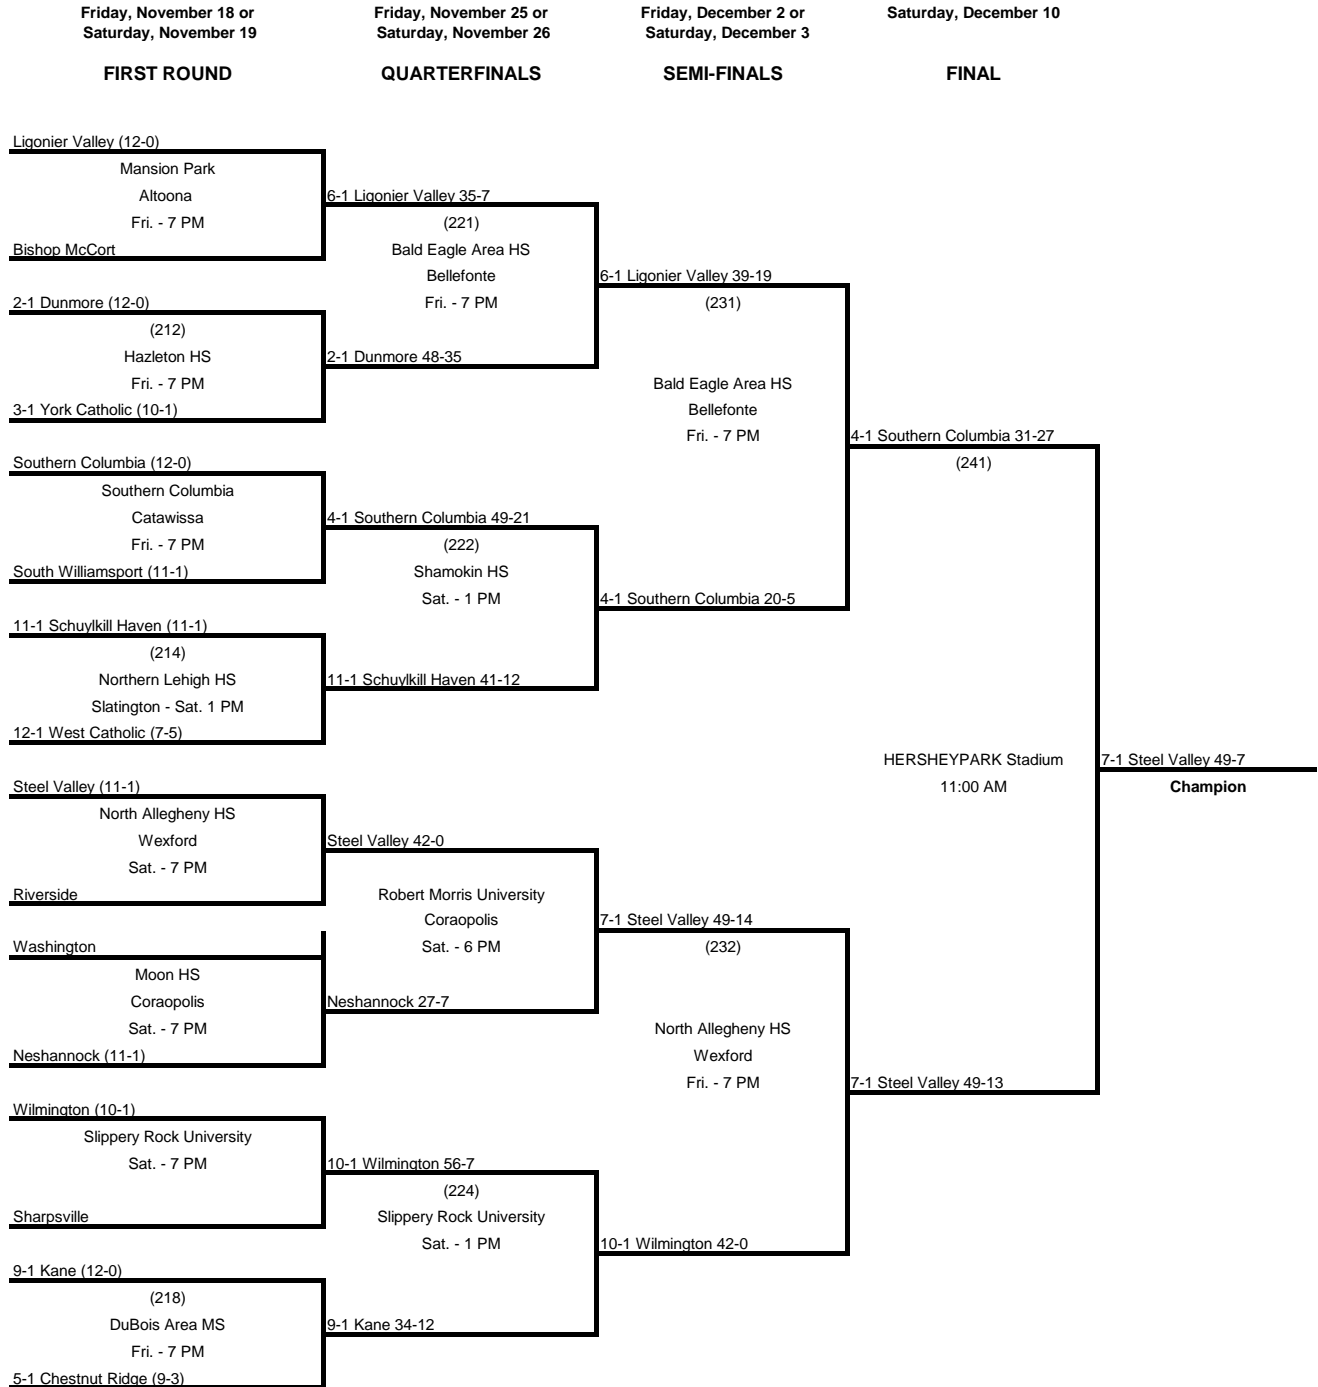 Friday, November 18 or
Saturday, November 19
Friday, November 25 or
Saturday, November 26
Friday, December 2 or
Saturday, December 3
Saturday, December 10
FIRST ROUND
QUARTERFINALS
SEMI-FINALS
FINAL
Ligonier Valley (12-0)
Mansion Park
Altoona
Fri. - 7 PM
Bishop McCort
2-1 Dunmore (12-0)
(212)
Hazleton HS
Fri. - 7 PM
3-1 York Catholic (10-1)
Southern Columbia (12-0)
Southern Columbia
Catawissa
Fri. - 7 PM
South Williamsport (11-1)
11-1 Schuylkill Haven (11-1)
(214)
Northern Lehigh HS
Slatington - Sat. 1 PM
12-1 West Catholic (7-5)
Steel Valley (11-1)
North Allegheny HS
Wexford
Sat. - 7 PM
Riverside
Washington
Moon HS
Coraopolis
Sat. - 7 PM
Neshannock (11-1)
Wilmington (10-1)
Slippery Rock University
Sat. - 7 PM
Sharpsville
9-1 Kane (12-0)
(218)
DuBois Area MS
Fri. - 7 PM
5-1 Chestnut Ridge (9-3)
6-1 Ligonier Valley 35-7
(221)
Bald Eagle Area HS
Bellefonte
Fri. - 7 PM
2-1 Dunmore 48-35
4-1 Southern Columbia 49-21
(222)
Shamokin HS
Sat. - 1 PM
11-1 Schuylkill Haven 41-12
Steel Valley 42-0
Robert Morris University
Coraopolis
Sat. - 6 PM
Neshannock 27-7
10-1 Wilmington 56-7
(224)
Slippery Rock University
Sat. - 1 PM
9-1 Kane 34-12
6-1 Ligonier Valley 39-19
(231)
Bald Eagle Area HS
Bellefonte
Fri. - 7 PM
4-1 Southern Columbia 20-5
7-1 Steel Valley 49-14
(232)
North Allegheny HS
Wexford
Fri. - 7 PM
10-1 Wilmington 42-0
4-1 Southern Columbia 31-27
(241)
HERSHEYPARK Stadium
11:00 AM
7-1 Steel Valley 49-13
7-1 Steel Valley 49-7
Champion